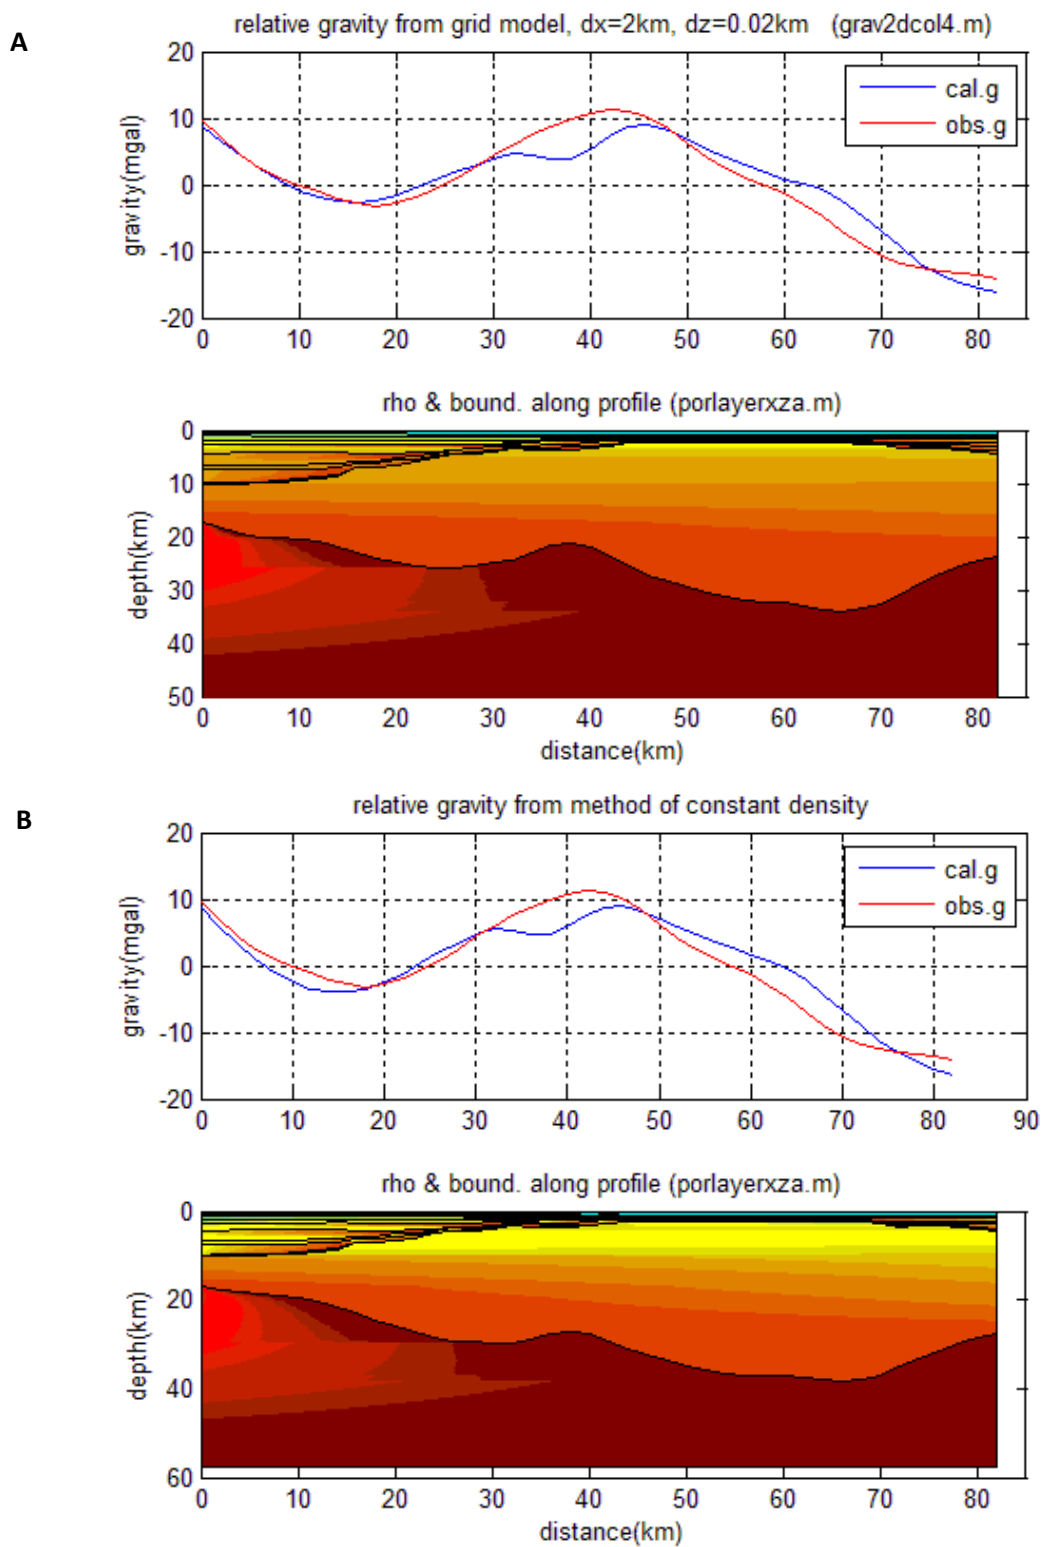 A
relative gravity from grid model, dx=2km, dz=0.02km (grav2dcol4.m)
20
10
0
-10
-20
gravity(mgal)
cal.g
obs.g
0 10 20 30 40 50 60 70 80
rho & bound. along profile (porlayerxza.m)
0
10
20
30
40
50
depth(km)
0 10 20 30 40 50 60 70 80
distance(km)
B
relative gravity from method of constant density
20
10
0
-10
-20
gravity(mgal)
cal.g
obs.g
0 10 20 30 40 50 60 70 80 90
rho & bound. along profile (porlayerxza.m)
0
20
40
60
depth(km)
0 10 20 30 40 50 60 70 80
distance(km)